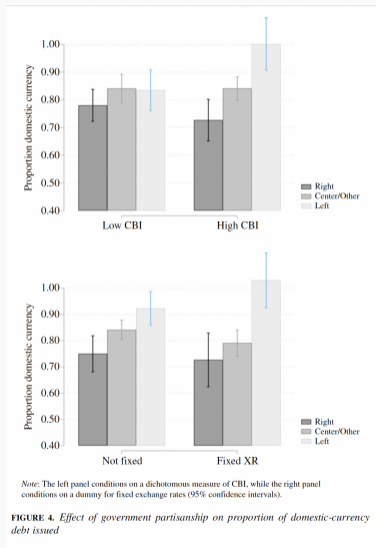 1.00
0.90
0.80
0.70
0.60
0.50
0.40
Proportion domestic currency
Low CBI
High CBI
Right
Center/Other
Left
1.00
0.90
0.80
0.70
0.60
0.50
0.40
Proportion domestic currency
Not fixed
Fixed XR
Right
Center/Other
Left
Note: The left panel conditions on a dichotomous measure of CBI, while the right panel
conditions on a dummy for fixed exchange rates (95% confidence intervals).
FIGURE 4. Effect of government partisanship on proportion of domestic-currency
debt issued